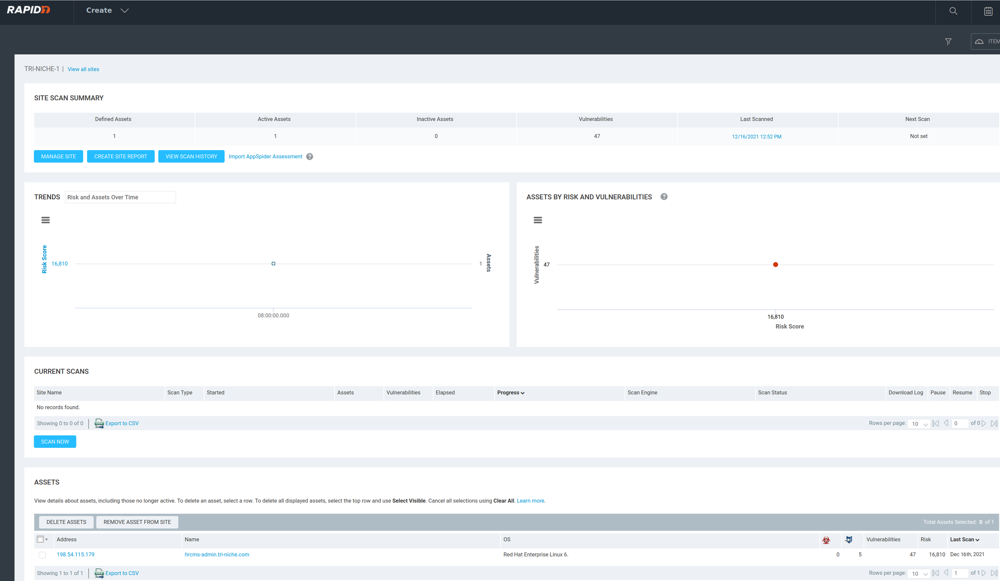 RAPID7 Create
ITEM
TRI-NICHE-1 | View all sites
SITE SCAN SUMMARY
Defined Assets Active Assets Inactive Assets Vulnerabilities Last Scanned Next Scan
1 1 0 47 12/16/2021 12:52 PM Not set
MANAGE SITE CREATE SITE REPORT VIEW SCAN HISTORY Import AppSpider Assessment ?
TRENDS Risk and Assets Over Time
Risk Score
16,810
1
Assets
08:00:00.000
ASSETS BY RISK AND VULNERABILITIES ?
Vulnerabilities
47
16,810
Risk Score
CURRENT SCANS
Site Name Scan Type Started Assets Vulnerabilities Elapsed Progress Scan Engine Scan Status Download Log Pause Resume Stop
No records found.
Showing 0 to 0 of 0 | CSV Export to CSV Rows per page: 10 0 of 0
SCAN NOW
ASSETS
View details about assets, including those no longer active. To delete an asset, select a row. To delete all displayed assets, select the top row and use Select Visible. Cancel all selections using Clear All. Learn more.
DELETE ASSETS REMOVE ASSET FROM SITE Total Assets Selected: 0 of 1
Address Name OS Vulnerabilities Risk Last Scan
198.54.115.179 hrcms-admin.tri-niche.com Red Hat Enterprise Linux 6. 0 5 47 16,810 Dec 16th, 2021
Showing 1 to 1 of 1 | CSV Export to CSV Rows per page: 10 1 of 1